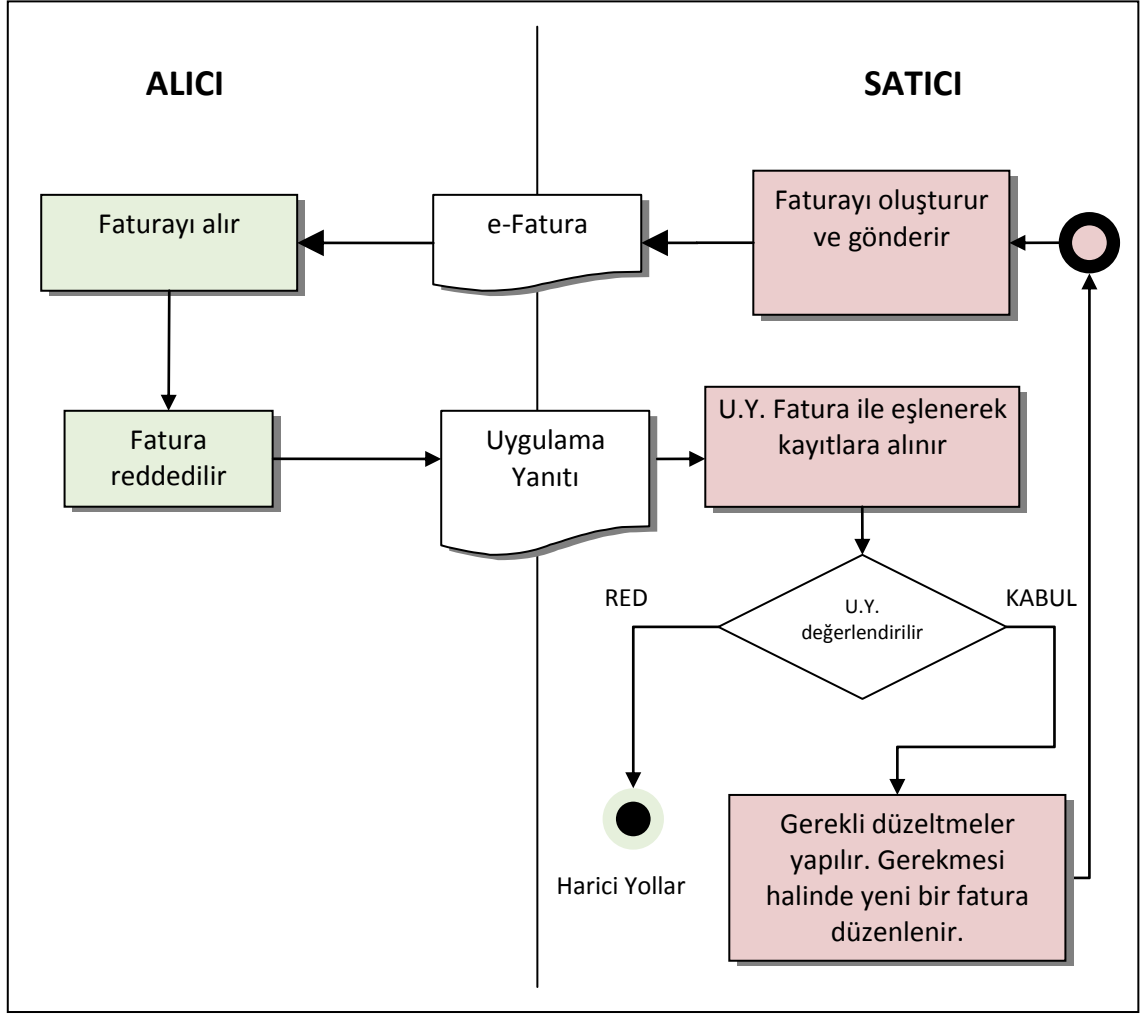 ALICI
SATICI
Faturayı alır
e-Fatura
Faturayı oluşturur
ve gönderir
Fatura
reddedilir
Uygulama
Yanıtı
U.Y. Fatura ile eşlenerek
kayıtlara alınır
RED
U.Y.
değerlendirilir
KABUL
Harici Yollar
Gerekli düzeltmeler
yapılır. Gerekmesi
halinde yeni bir fatura
düzenlenir.